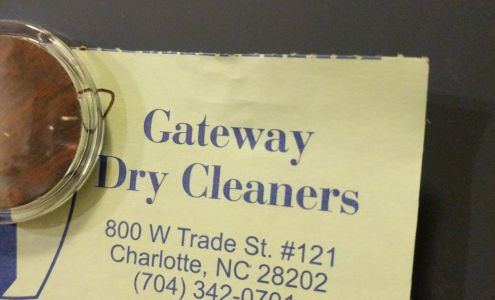 Gateway
Dry Cleaners
800 W Trade St. #121
Charlotte, NC 28202
(704) 342-0701